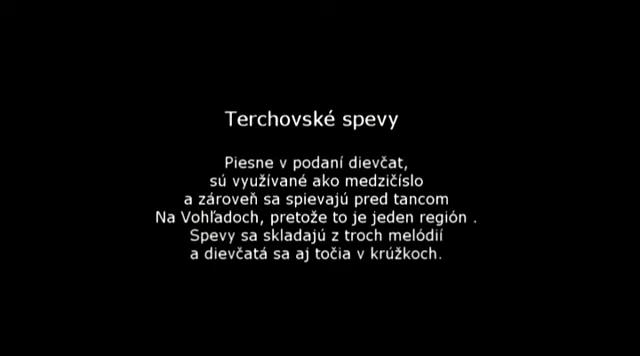 Terchovské spevy
Piesne v podaní dievčat,
sú využívané ako medzičíslo
a zároveň sa spievajú pred tancom
Na Vohľadoch, pretože to je jeden región .
Spevy sa skladajú z troch melódií
a dievčatá sa aj točia v krúžkoch.